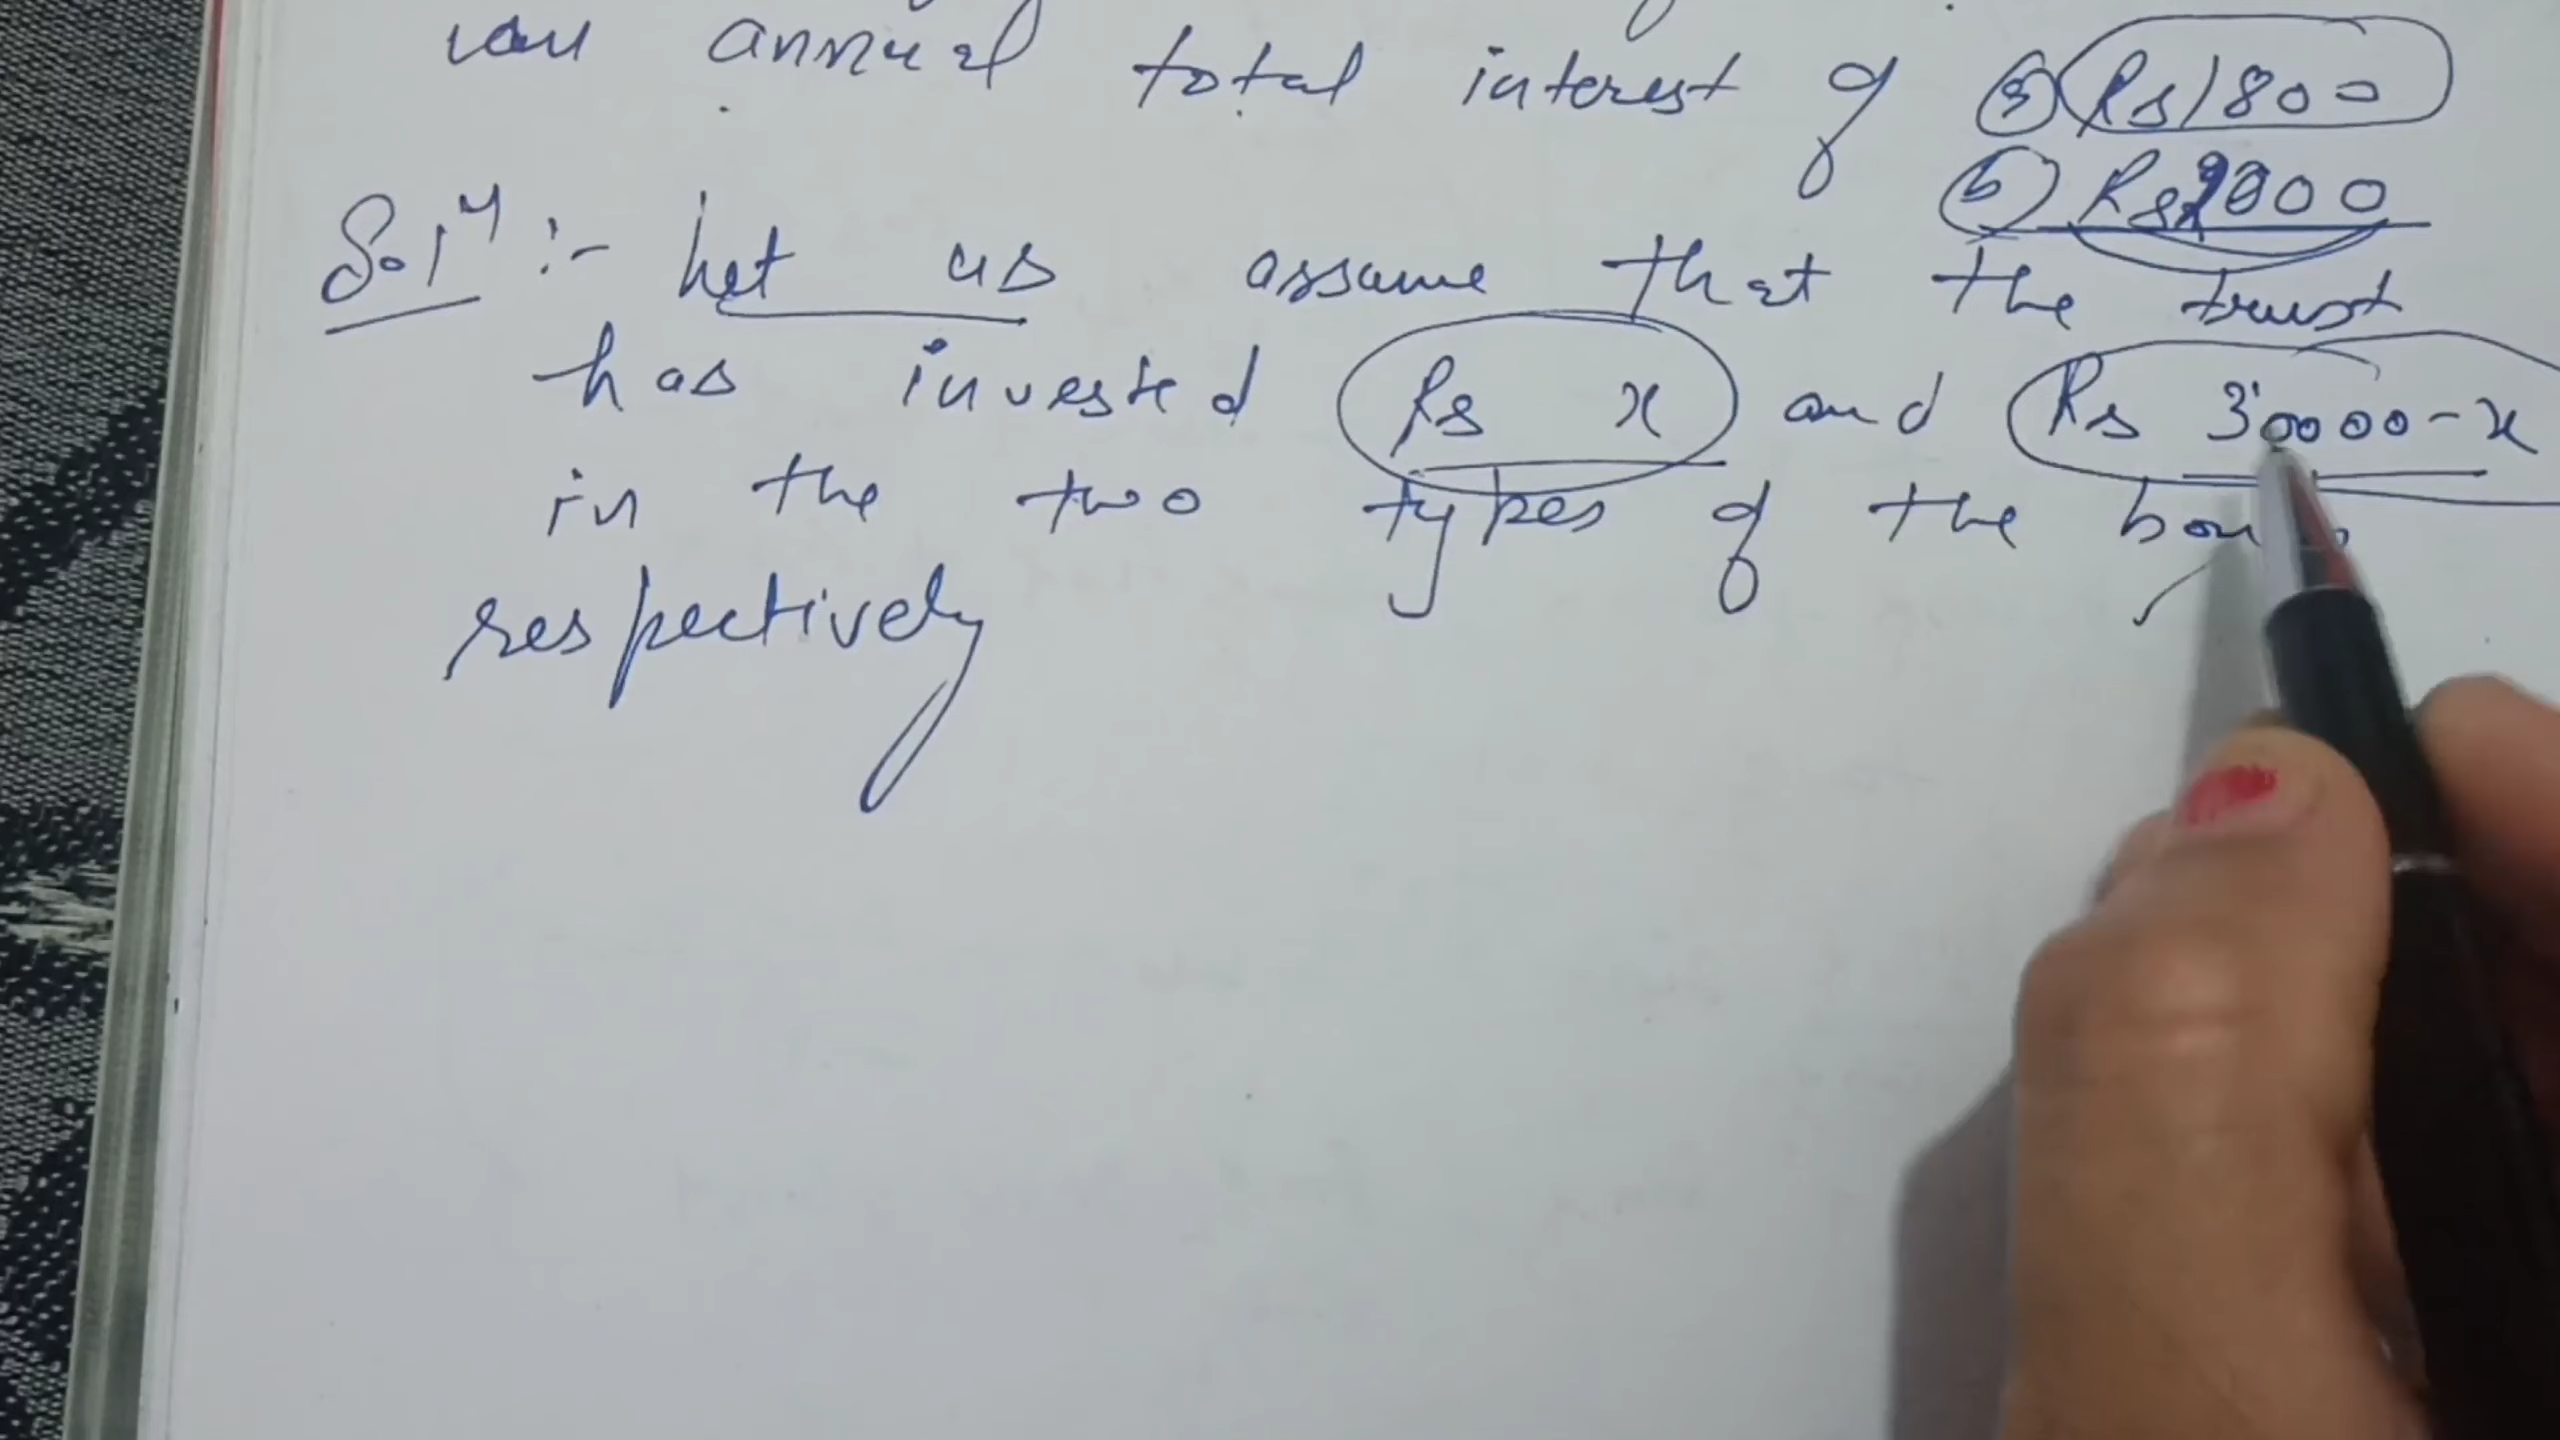 annual total interest of (a) Rs 1800
(b) Rs 2000
Sol^n :- Let us assume that the trust
has invested Rs x and Rs 30000-x
in the two types of the
respectively